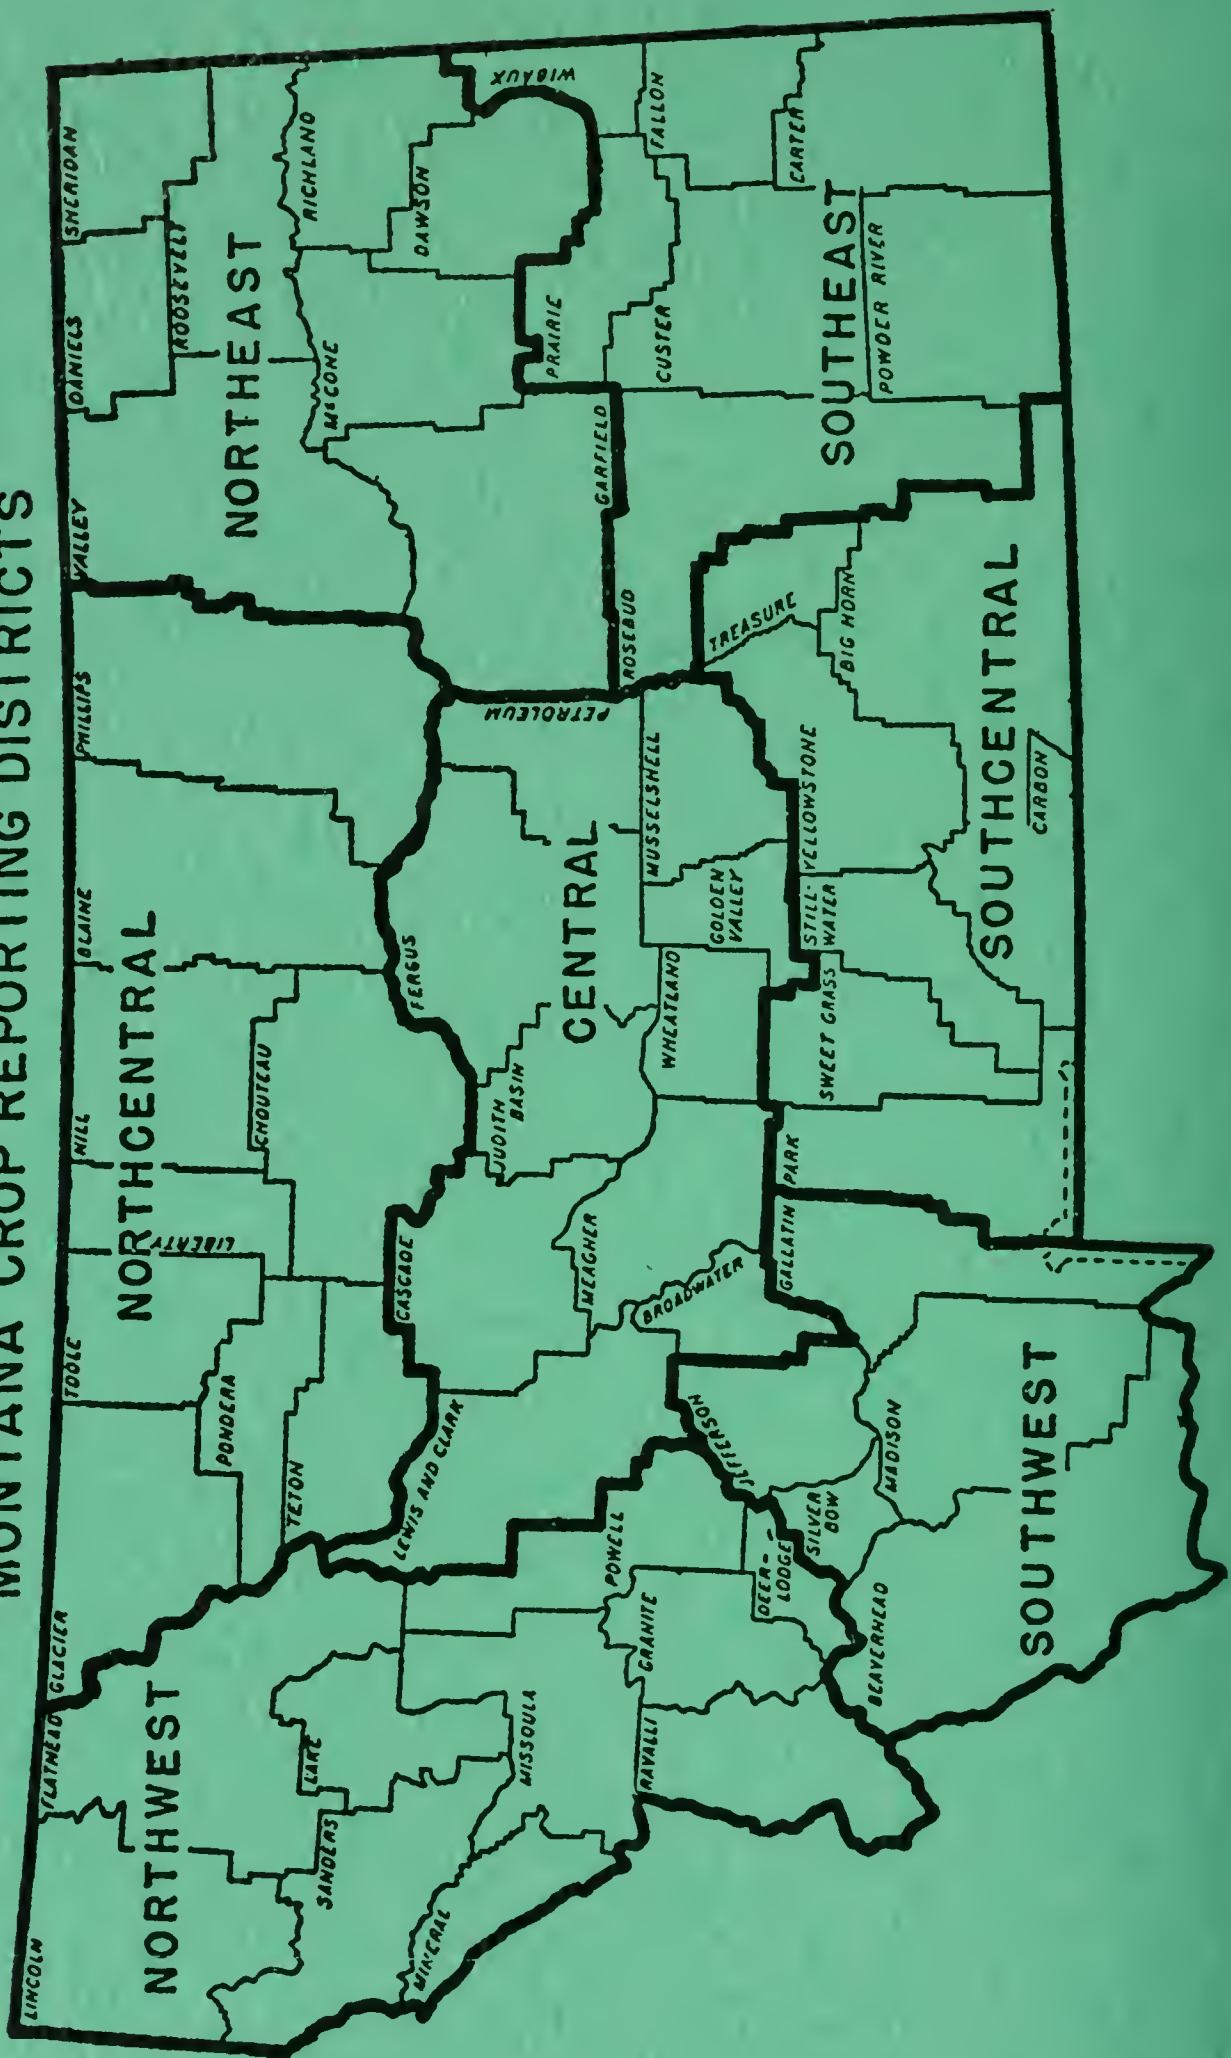 MONTANA CROP REPORTING DISTRICTS
LINCOLN
FLATHEAD
GLACIER
TOOLE
LIBERTY
HILL
BLAINE
PHILLIPS
VALLEY
DANIELS
SHERIDAN
NORTHWEST
NORTHCENTRAL
NORTHEAST
ROOSEVELT
PONDERA
CHOUTEAU
TETON
LAKE
SANDERS
RICHLAND
McCONE
DAWSON
WIBAUX
MINERAL
LEWIS AND CLARK
CASCADE
FERGUS
JUDITH
BASIN
PETROLEUM
PRAIRIE
GARFIELD
MISSOULA
MEAGHER
CENTRAL
POWELL
GRANITE
RAVALLI
BROADWATER
WHEATLAND
MUSSELSHELL
ROSEBUD
CUSTER
FALLON
JEFFERSON
GOLDEN
VALLEY
TREASURE
DEER-
LODGE
SILVER
BOW
GALLATIN
PARK
SWEET GRASS
STILL-
WATER
YELLOWSTONE
BIG HORN
SOUTHEAST
CARTER
POWDER RIVER
BEAVERHEAD
MADISON
SOUTHCENTRAL
CARBON
SOUTHWEST